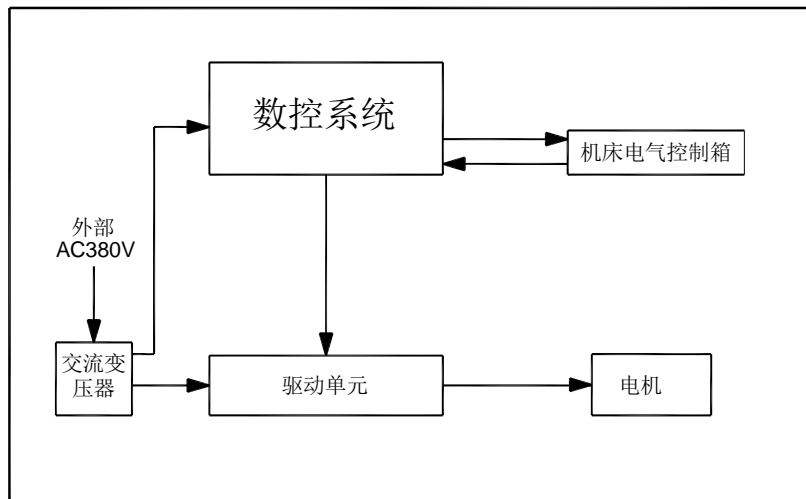 数控系统
机床电气控制箱
外部
AC380V
交流变
压器
驱动单元
电机